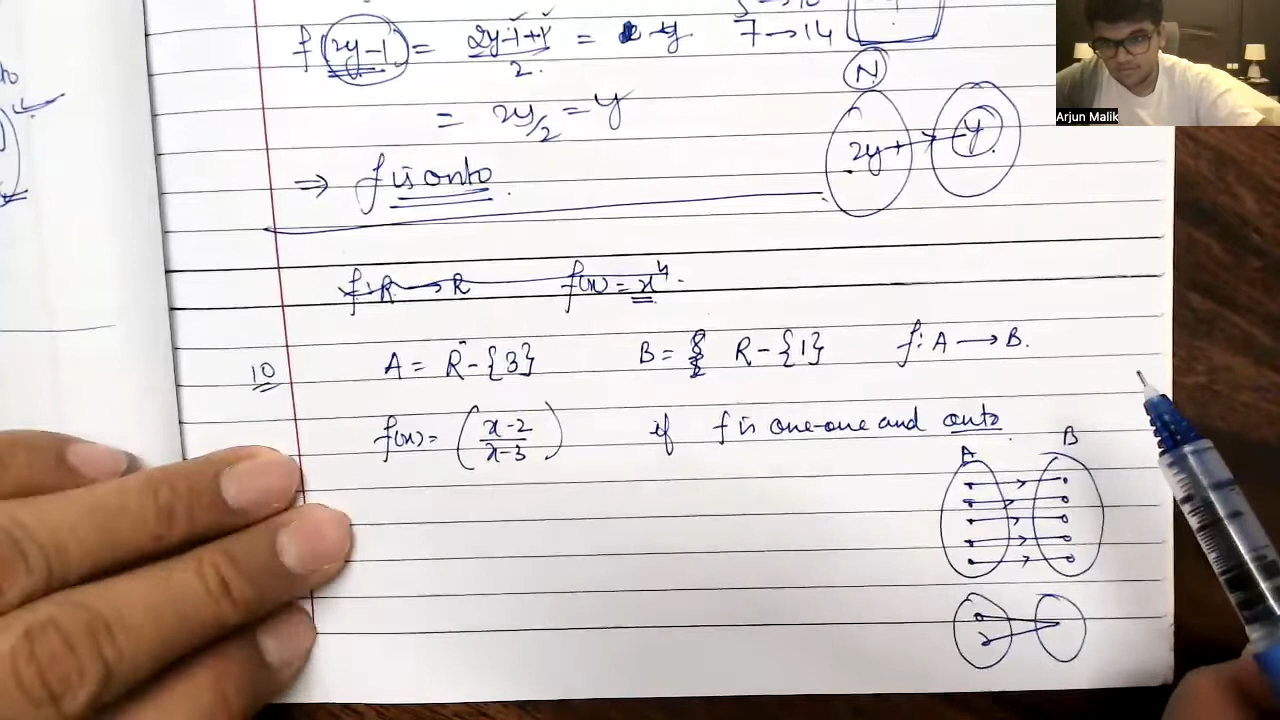 f(2y-1) = 2y-1+1/2 = y 7→14
= 2y/2 = y
N
2y+ y
⇒ f is onto.
f: R → R f(x) = x⁴.
10 A = R-{3} B = R-{1} f: A → B.
f(x) = (x-2/x-3) if f is one-one and onto.
A B
Arjun Malik